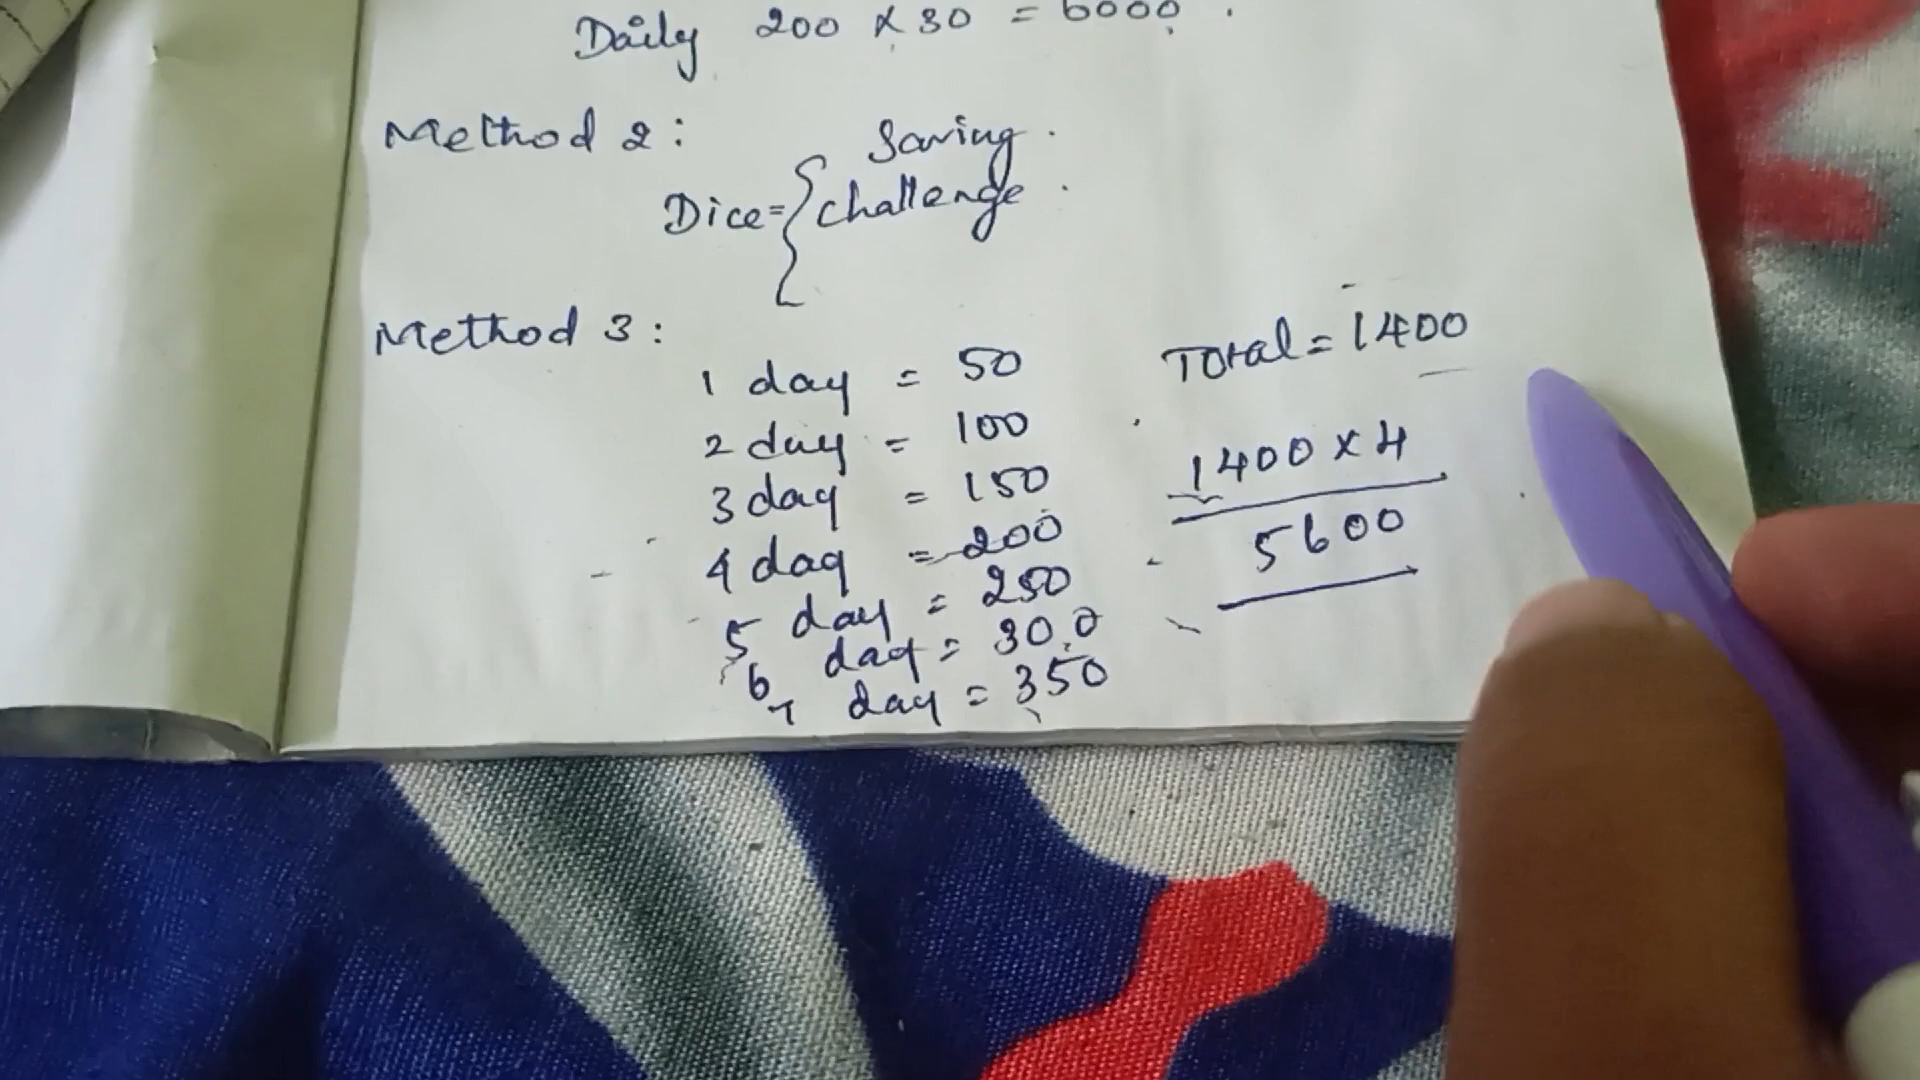 Daily 200 x 30 = 6000.
Method 2:
Saving
Dice = { challenge
Method 3:
1 day = 50
2 day = 100
3 day = 150
4 day = 200
5 day = 250
6 day = 300
7 day = 350
Total = 1400
1400 x 4
5600